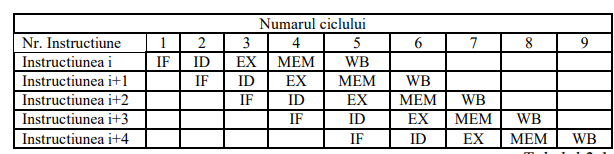 Numarul ciclului
Nr. Instructiune 1 2 3 4 5 6 7 8 9
Instructiunea i IF ID EX MEM WB
Instructiunea i+1 IF ID EX MEM WB
Instructiunea i+2 IF ID EX MEM WB
Instructiunea i+3 IF ID EX MEM WB
Instructiunea i+4 IF ID EX MEM WB